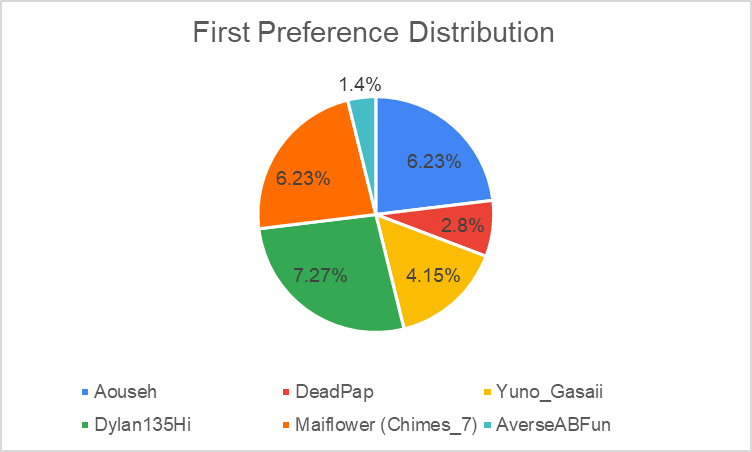 First Preference Distribution
1.4%
6.23%
6.23%
2.8%
7.27%
4.15%
Aouseh DeadPap Yuno_Gasaii
Dylan135Hi Maiflower (Chimes_7) AverseABFun